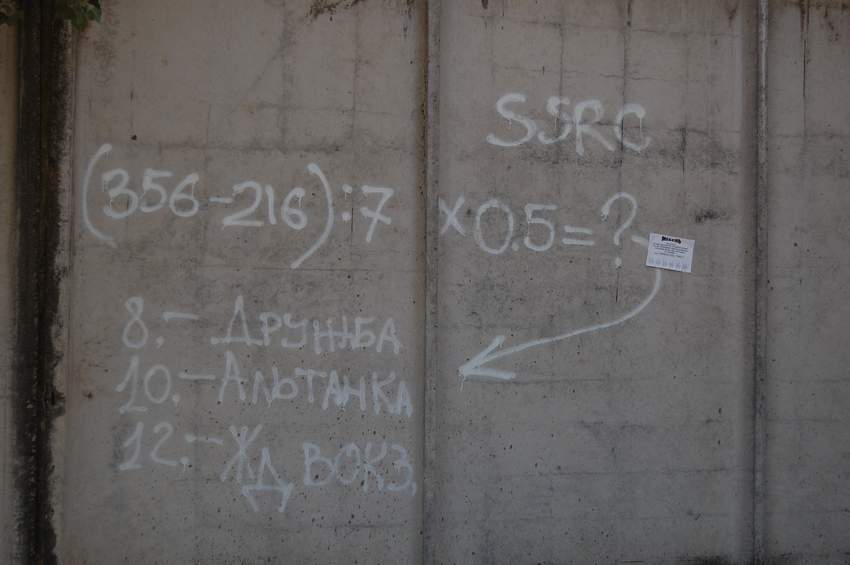 SSRC
(356-216):7 x0.5=?
8.-ДРУЖБА
10.-АЛЬТАНКА
12.-ЖД ВОКЗ.